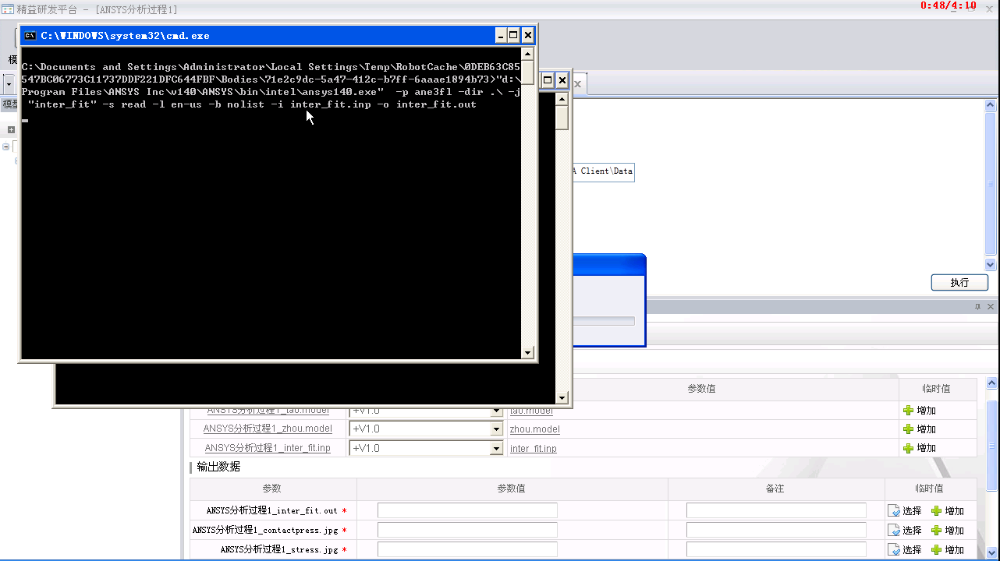 精益研发平台 - [ANSYS分析过程1]
0:48/4:10
C:\WINDOWS\system32\cmd.exe
C:\Documents and Settings\Administrator\Local Settings\Temp\RobotCache\0DEB63C85
547BC06773C11737DDF221DFC644FBF\Bodies\71e2c9dc-5a47-412c-b7ff-6aaae1894b73>"d:\
Program Files\ANSYS Inc\v140\ANSYS\bin\intel\ansys140.exe"  -p ane3fl -dir .\ -j
"inter_fit" -s read -l en-us -b nolist -i inter_fit.inp -o inter_fit.out
A Client\Data
执行
参数值 临时值
ANSYS分析过程1_tao.model +V1.0 tao.model 增加
ANSYS分析过程1_zhou.model +V1.0 zhou.model 增加
ANSYS分析过程1_inter_fit.inp +V1.0 inter_fit.inp 增加
输出数据
参数 参数值 备注 临时值
ANSYS分析过程1_inter_fit.out * 选择 增加
ANSYS分析过程1_contactpress.jpg * 选择 增加
ANSYS分析过程1_stress.jpg * 选择 增加